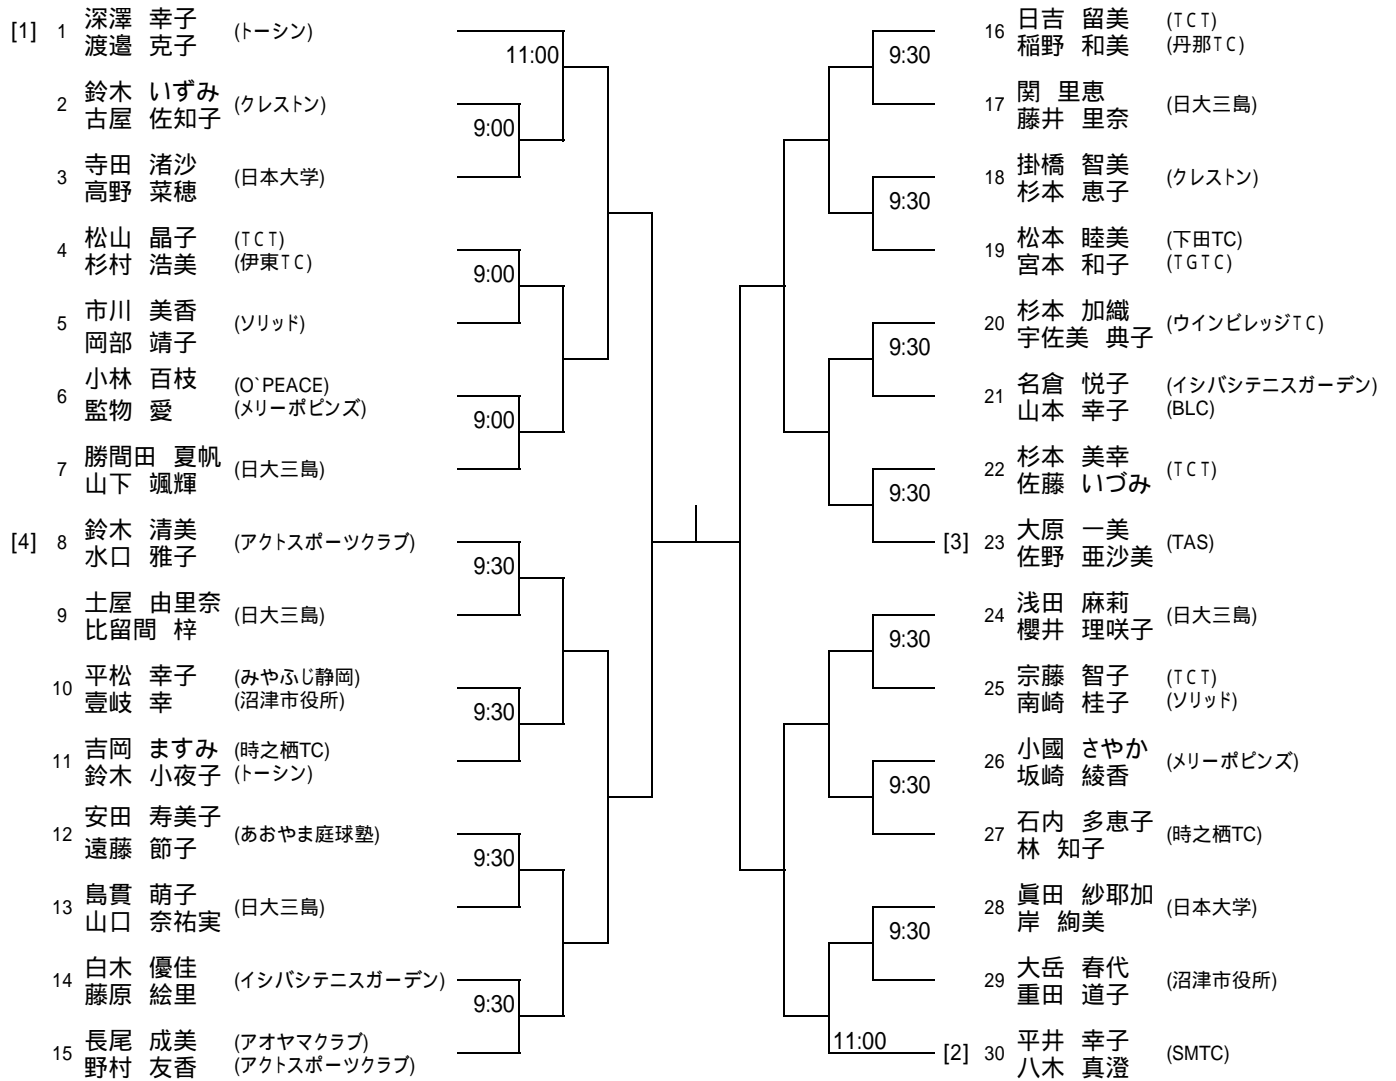 [1] 1 深澤 幸子 (トーシン)
渡邉 克子
11:00
2 鈴木 いずみ (クレストン)
古屋 佐知子
9:00
3 寺田 渚沙 (日本大学)
高野 菜穂
4 松山 晶子 (TCT)
杉村 浩美 (伊東TC)
9:00
5 市川 美香 (ソリッド)
岡部 靖子
6 小林 百枝 (O`PEACE)
監物 愛 (メリーポピンズ)
9:00
7 勝間田 夏帆 (日大三島)
山下 颯輝
[4] 8 鈴木 清美 (アクトスポーツクラブ)
水口 雅子
9:30
9 土屋 由里奈 (日大三島)
比留間 梓
10 平松 幸子 (みやふじ静岡)
壹岐 幸 (沼津市役所)
9:30
11 吉岡 ますみ (時之栖TC)
鈴木 小夜子 (トーシン)
12 安田 寿美子 (あおやま庭球塾)
遠藤 節子
9:30
13 島貫 萌子 (日大三島)
山口 奈祐実
14 白木 優佳 (イシバシテニスガーデン)
藤原 絵里
9:30
15 長尾 成美 (アオヤマクラブ)
野村 友香 (アクトスポーツクラブ)
16 日吉 留美 (TCT)
稲野 和美 (丹那TC)
9:30
17 関 里恵 (日大三島)
藤井 里奈
18 掛橋 智美 (クレストン)
杉本 恵子
9:30
19 松本 睦美 (下田TC)
宮本 和子 (TGTC)
20 杉本 加織 (ウインビレッジTC)
宇佐美 典子
9:30
21 名倉 悦子 (イシバシテニスガーデン)
山本 幸子 (BLC)
22 杉本 美幸 (TCT)
佐藤 いづみ
9:30
[3] 23 大原 一美 (TAS)
佐野 亜沙美
24 浅田 麻莉 (日大三島)
櫻井 理咲子
9:30
25 宗藤 智子 (TCT)
南崎 桂子 (ソリッド)
26 小國 さやか (メリーポピンズ)
坂崎 綾香
9:30
27 石内 多恵子 (時之栖TC)
林 知子
28 眞田 紗耶加 (日本大学)
岸 絢美
9:30
29 大岳 春代 (沼津市役所)
重田 道子
11:00
[2] 30 平井 幸子 (SMTC)
八木 真澄